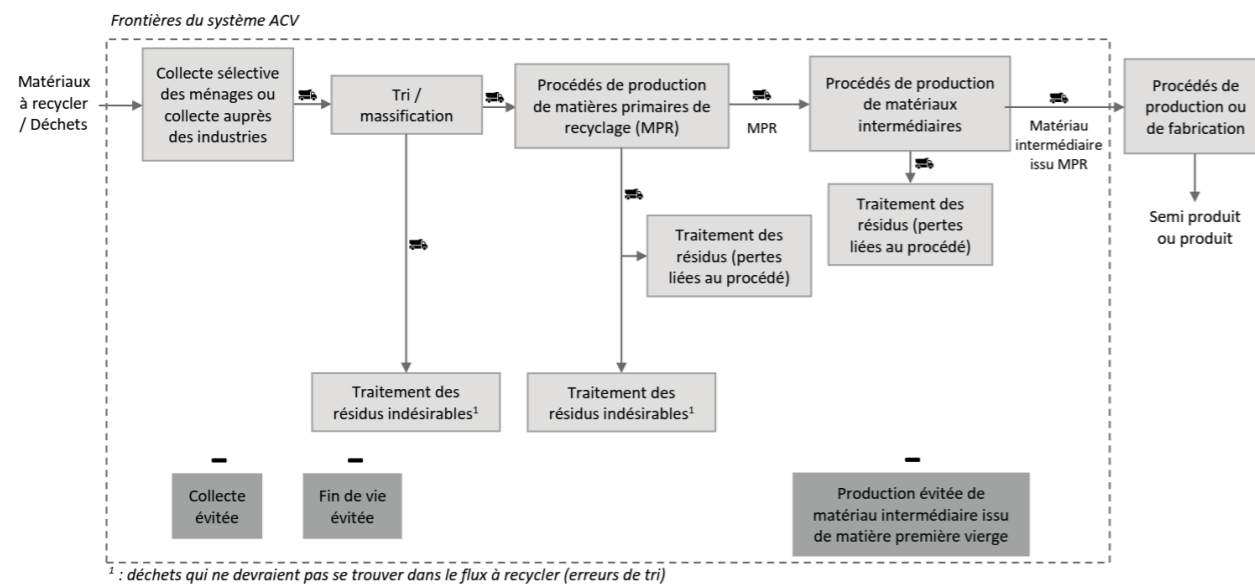 Frontières du système ACV
Matériaux
à recycler
/ Déchets
Collecte sélective
des ménages ou
collecte auprès
des industries
Tri /
massification
Procédés de production
de matières primaires de
recyclage (MPR)
MPR
Procédés de production
de matériaux
intermédiaires
Matériau
intermédiaire
issu MPR
Procédés de
production ou
de fabrication
Semi produit
ou produit
Traitement des
résidus (pertes
liées au procédé)
Traitement des
résidus (pertes
liées au procédé)
Traitement des
résidus indésirables¹
Traitement des
résidus indésirables¹
Collecte
évitée
Fin de vie
évitée
Production évitée de
matériau intermédiaire issu
de matière première vierge
¹ : déchets qui ne devraient pas se trouver dans le flux à recycler (erreurs de tri)